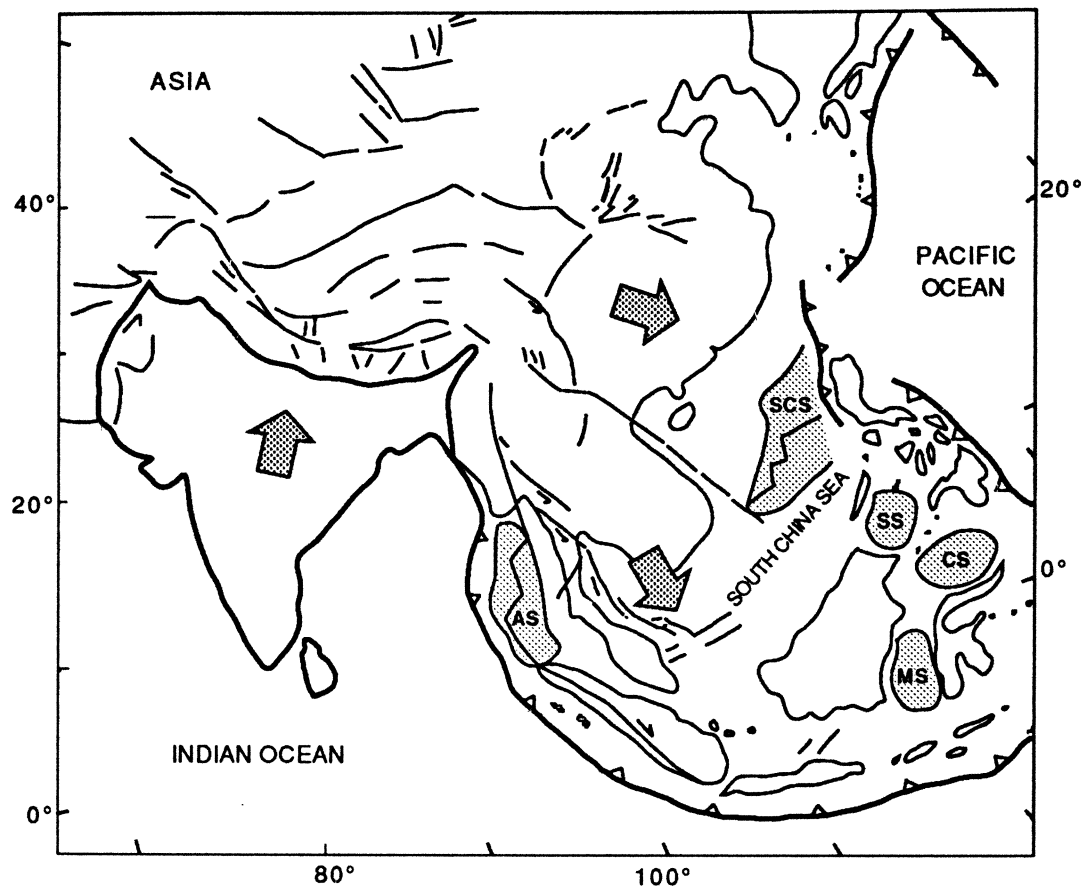 ASIA
40°
20°
PACIFIC
OCEAN
SCS
20°
SS
SOUTH CHINA SEA
CS
0°
AS
MS
INDIAN OCEAN
0°
80°
100°